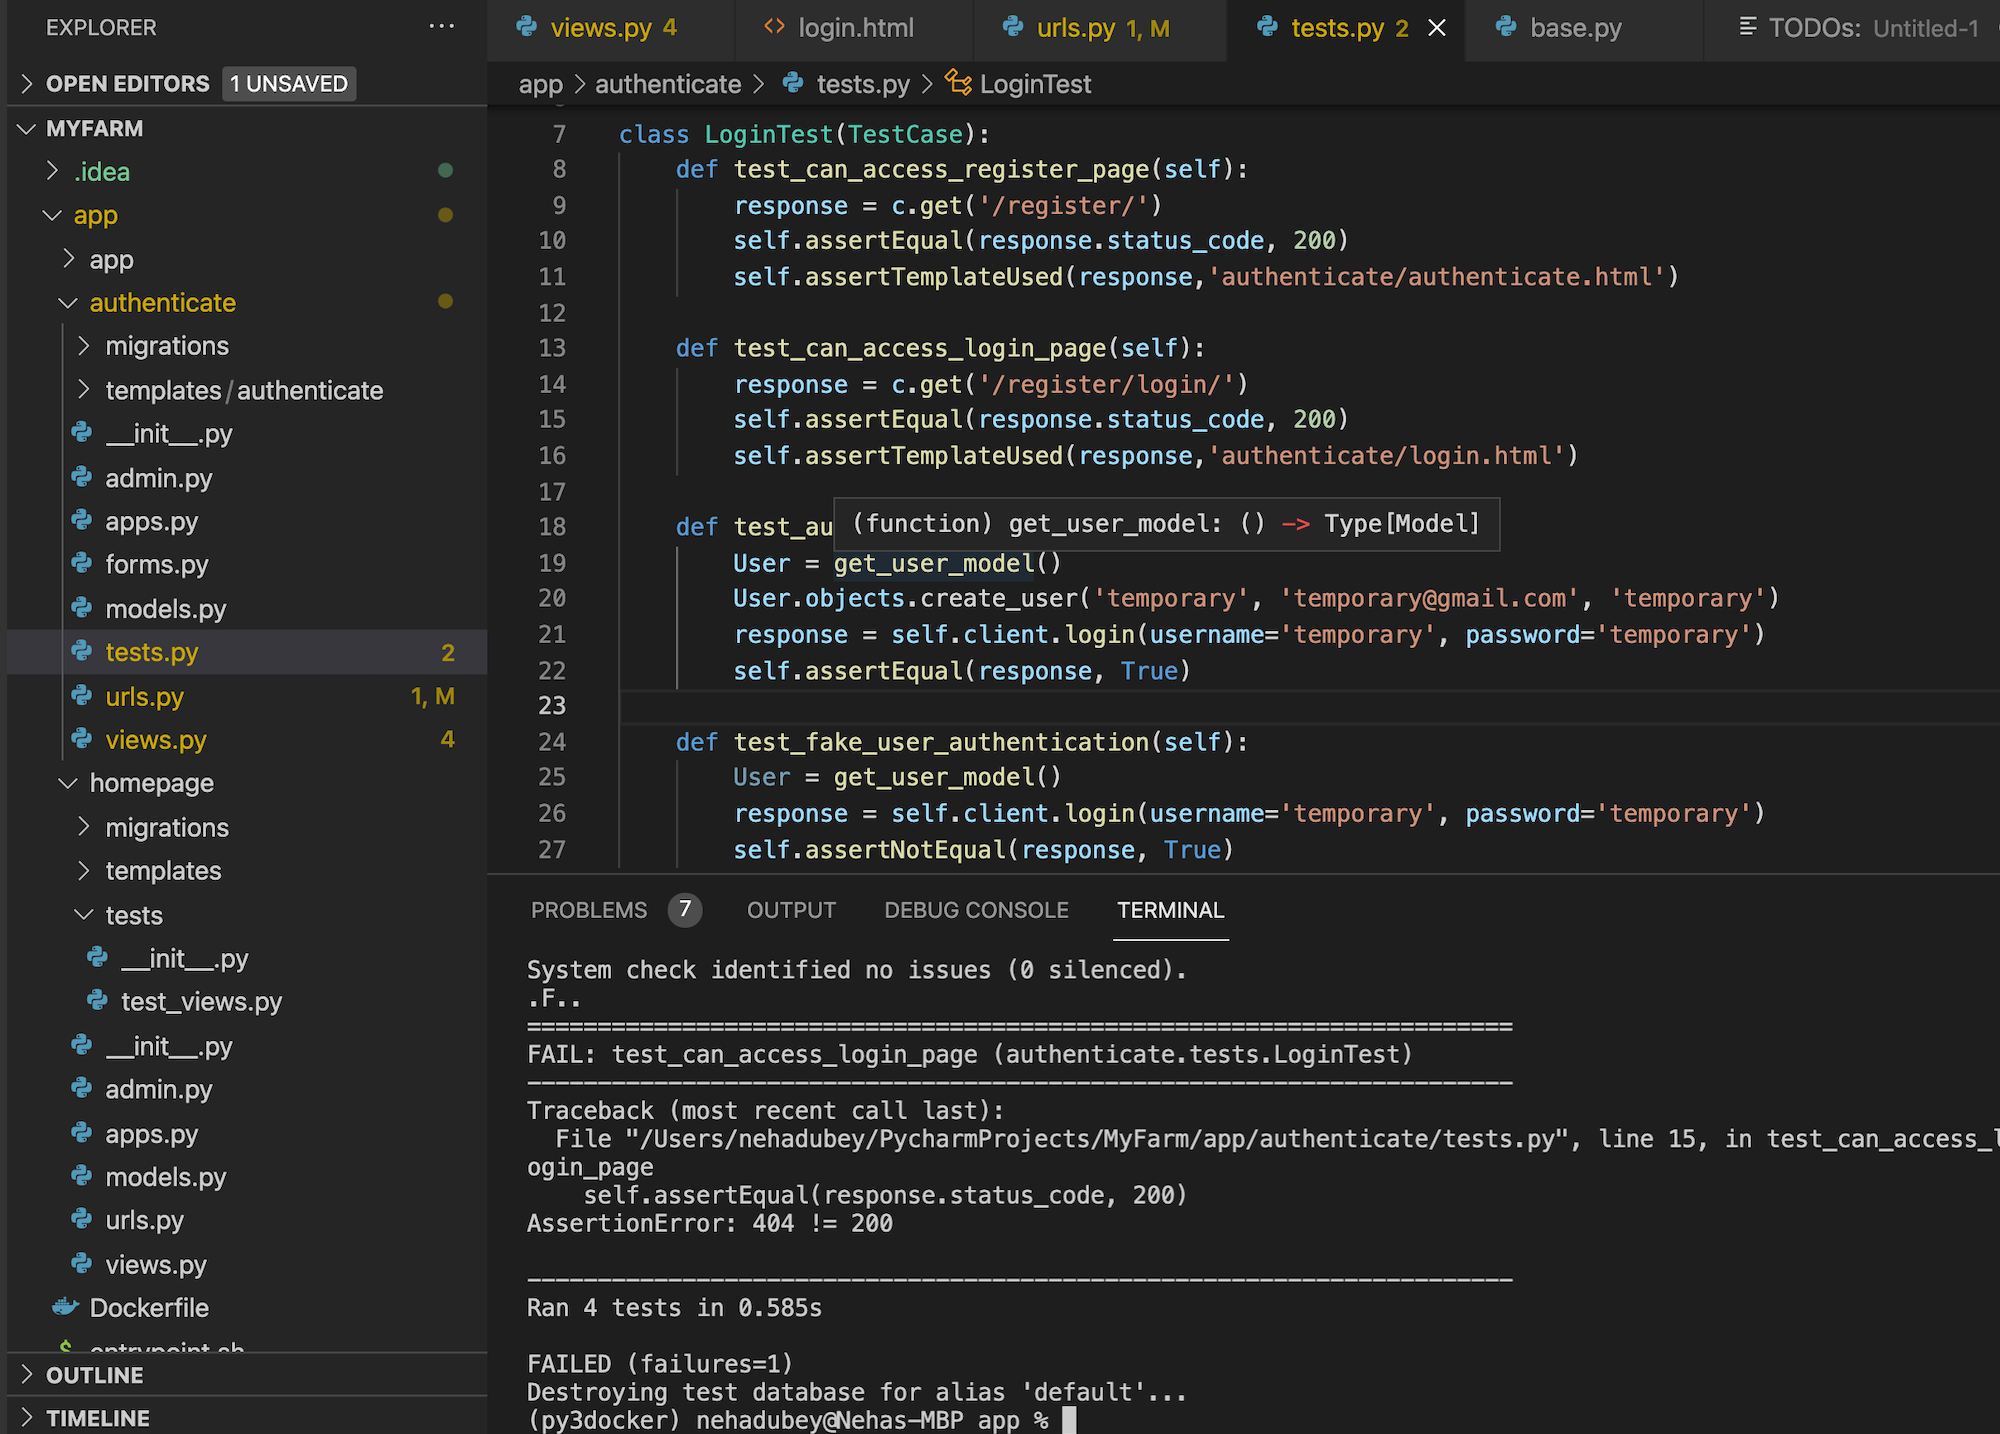 EXPLORER
OPEN EDITORS 1 UNSAVED
MYFARM
.idea
app
app
authenticate
migrations
templates/authenticate
__init__.py
admin.py
apps.py
forms.py
models.py
tests.py 2
urls.py 1, M
views.py 4
homepage
migrations
templates
tests
__init__.py
test_views.py
__init__.py
admin.py
apps.py
models.py
urls.py
views.py
Dockerfile
entrypoint.sh
OUTLINE
TIMELINE
views.py 4 login.html urls.py 1, M tests.py 2 base.py TODOs: Untitled-1
app > authenticate > tests.py > LoginTest
7 class LoginTest(TestCase):
8 def test_can_access_register_page(self):
9 response = c.get('/register/')
10 self.assertEqual(response.status_code, 200)
11 self.assertTemplateUsed(response,'authenticate/authenticate.html')
12
13 def test_can_access_login_page(self):
14 response = c.get('/register/login/')
15 self.assertEqual(response.status_code, 200)
16 self.assertTemplateUsed(response,'authenticate/login.html')
17
18 def test_au
(function) get_user_model: () -> Type[Model]
19 User = get_user_model()
20 User.objects.create_user('temporary', 'temporary@gmail.com', 'temporary')
21 response = self.client.login(username='temporary', password='temporary')
22 self.assertEqual(response, True)
23
24 def test_fake_user_authentication(self):
25 User = get_user_model()
26 response = self.client.login(username='temporary', password='temporary')
27 self.assertNotEqual(response, True)
PROBLEMS 7 OUTPUT DEBUG CONSOLE TERMINAL
System check identified no issues (0 silenced).
.F..
======================================================================
FAIL: test_can_access_login_page (authenticate.tests.LoginTest)
----------------------------------------------------------------------
Traceback (most recent call last):
File "/Users/nehadubey/PycharmProjects/MyFarm/app/authenticate/tests.py", line 15, in test_can_access_l
ogin_page
self.assertEqual(response.status_code, 200)
AssertionError: 404 != 200
----------------------------------------------------------------------
Ran 4 tests in 0.585s
FAILED (failures=1)
Destroying test database for alias 'default'...
(py3docker) nehadubey@Nehas-MBP app %